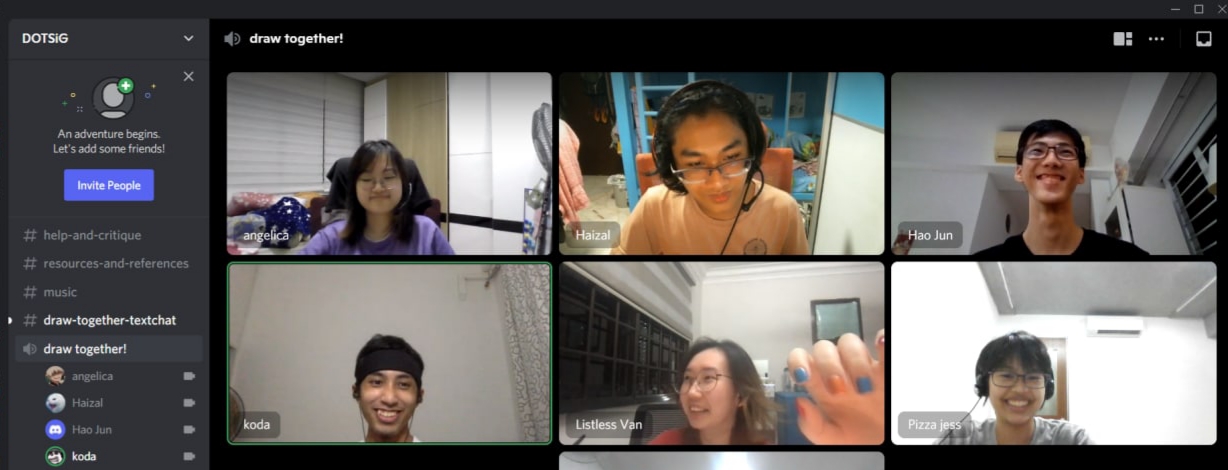 DOTSiG
An adventure begins.
Let's add some friends!
Invite People
# help-and-critique
# resources-and-references
# music
# draw-together-textchat
draw together!
angelica
Haizal
Hao Jun
koda
draw together!
angelica
Haizal
Hao Jun
koda
Listless Van
Pizza jess